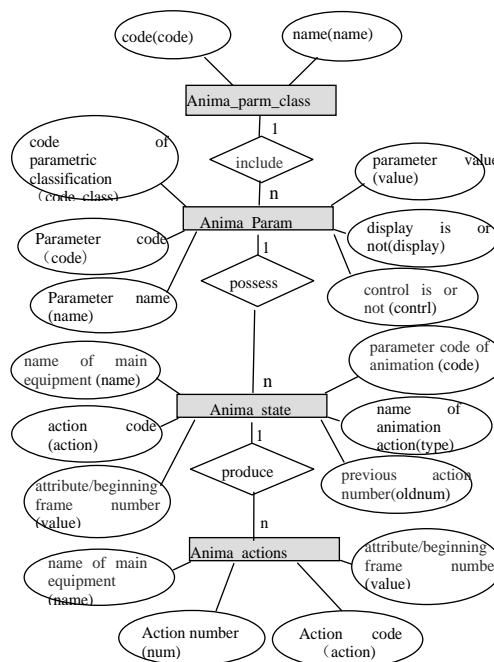 code(code)
name(name)
Anima_parm_class
1
include
n
code of
parametric
classification
(code_class)
parameter value
(value)
Anima_Param
Parameter code
(code)
display is or
not(display)
1
possess
Parameter name
(name)
control is or
not (contrl)
name of main
equipment (name)
parameter code of
animation (code)
n
Anima_state
action code
(action)
name of
animation
action(type)
1
produce
attribute/beginning
frame number
(value)
previous action
number(oldnum)
n
Anima_actions
name of main
equipment
(name)
attribute/beginning
frame number
(value)
Action number
(num)
Action code
(action)